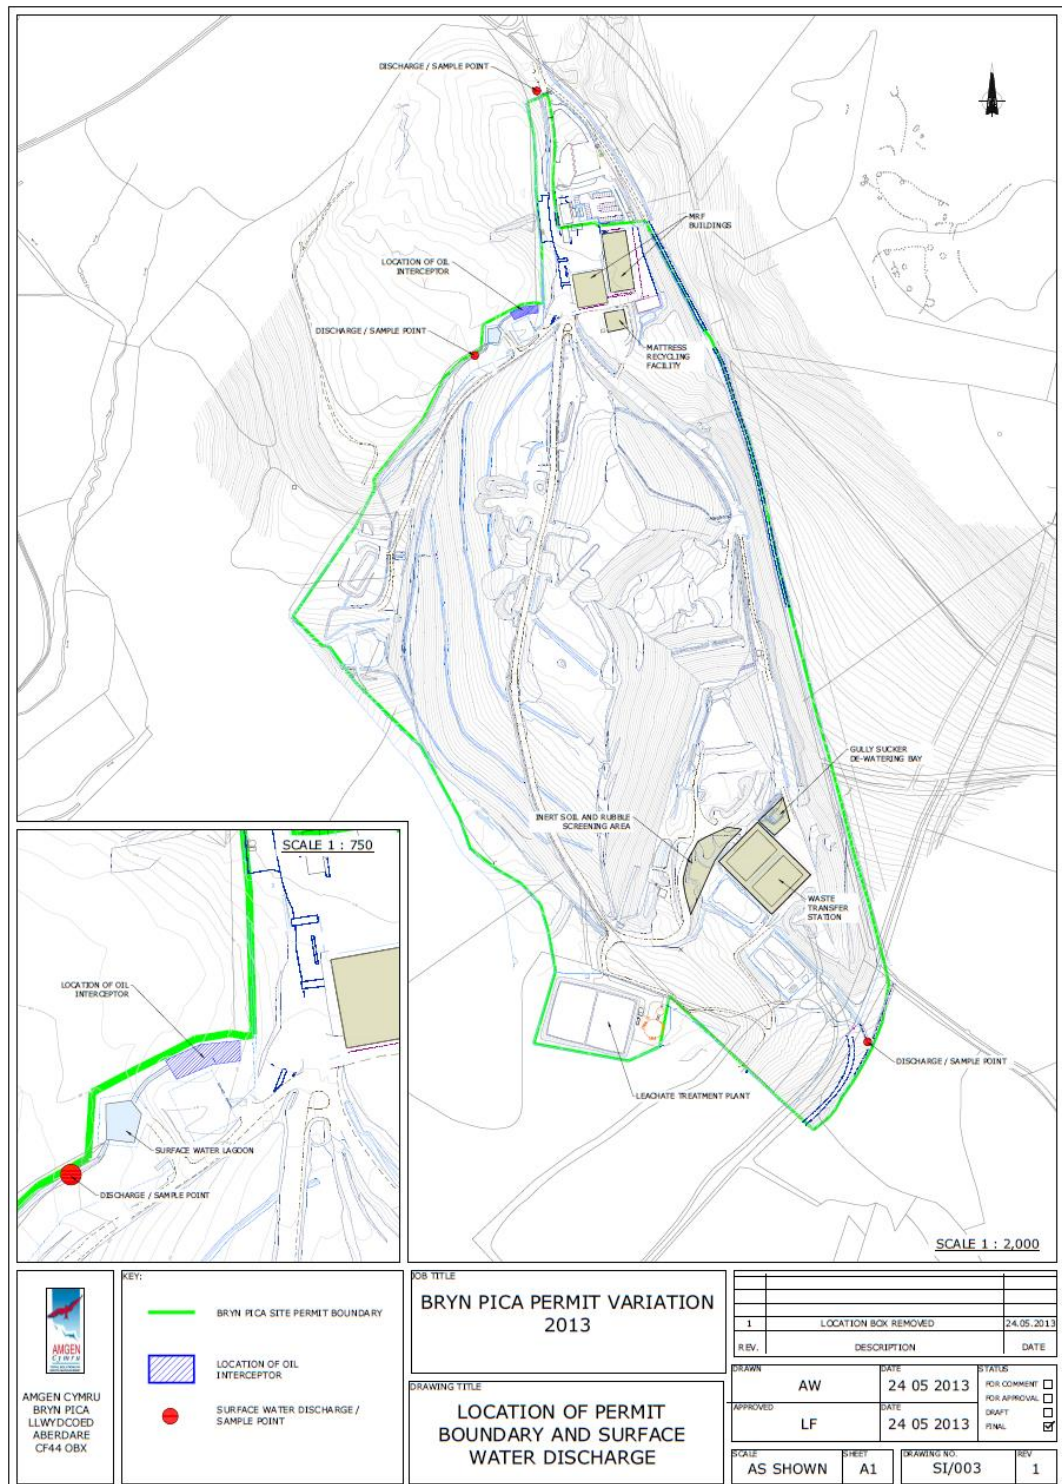 DISCHARGE / SAMPLE POINT
MRF
BUILDINGS
LOCATION OF OIL
INTERCEPTOR
DISCHARGE / SAMPLE POINT
MATTRESS
RECYCLING
FACILITY
GULLY SUCKER
DE-WATERING BAY
INERT SOIL AND RUBBLE
SCREENING AREA
WASTE
TRANSFER
STATION
DISCHARGE / SAMPLE POINT
LEACHATE TREATMENT PLANT
SCALE 1 : 2,000
SCALE 1 : 750
LOCATION OF OIL
INTERCEPTOR
SURFACE WATER LAGOON
DISCHARGE / SAMPLE POINT
AMGEN
Cymru
AMGEN CYMRU
BRYN PICA
LLWYDCOED
ABERDARE
CF44 0BX
KEY:
BRYN PICA SITE PERMIT BOUNDARY
LOCATION OF OIL
INTERCEPTOR
SURFACE WATER DISCHARGE /
SAMPLE POINT
JOB TITLE
BRYN PICA PERMIT VARIATION
2013
DRAWING TITLE
LOCATION OF PERMIT
BOUNDARY AND SURFACE
WATER DISCHARGE
1 LOCATION BOX REMOVED 24.05.2013
REV. DESCRIPTION DATE
DRAWN DATE STATUS
AW 24 05 2013 FOR COMMENT
FOR APPROVAL
APPROVED DATE DRAFT
LF 24 05 2013 FINAL
SCALE SHEET DRAWING NO. REV
AS SHOWN A1 SI/003 1